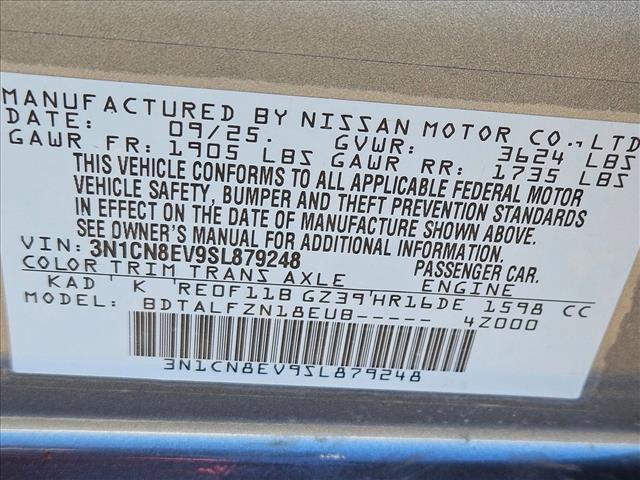 MANUFACTURED BY NISSAN MOTOR CO., LTD
DATE: 09/25. GVWR: 3624 LBS
GAWR FR: 1905 LBS GAWR RR: 1735 LBS
THIS VEHICLE CONFORMS TO ALL APPLICABLE FEDERAL MOTOR
VEHICLE SAFETY, BUMPER AND THEFT PREVENTION STANDARDS
IN EFFECT ON THE DATE OF MANUFACTURE SHOWN ABOVE.
SEE OWNER'S MANUAL FOR ADDITIONAL INFORMATION.
VIN: 3N1CN8EV9SL879248 PASSENGER CAR.
COLOR TRIM TRANS AXLE ENGINE
KAD K RE0F11B GZ39 HR16DE 1598 CC
MODEL: BDTALFZN18EUB----- 4Z000
3N1CN8EV9SL879248